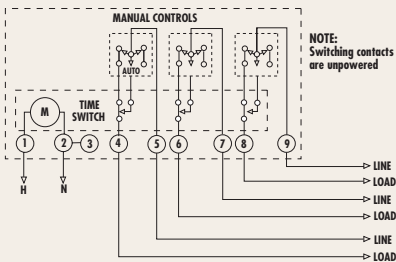 MANUAL CONTROLS
NOTE:
Switching contacts
are unpowered
AUTO
TIME
SWITCH
M
1 2 3 4 5 6 7 8 9
H N
LINE
LOAD
LINE
LOAD
LINE
LOAD